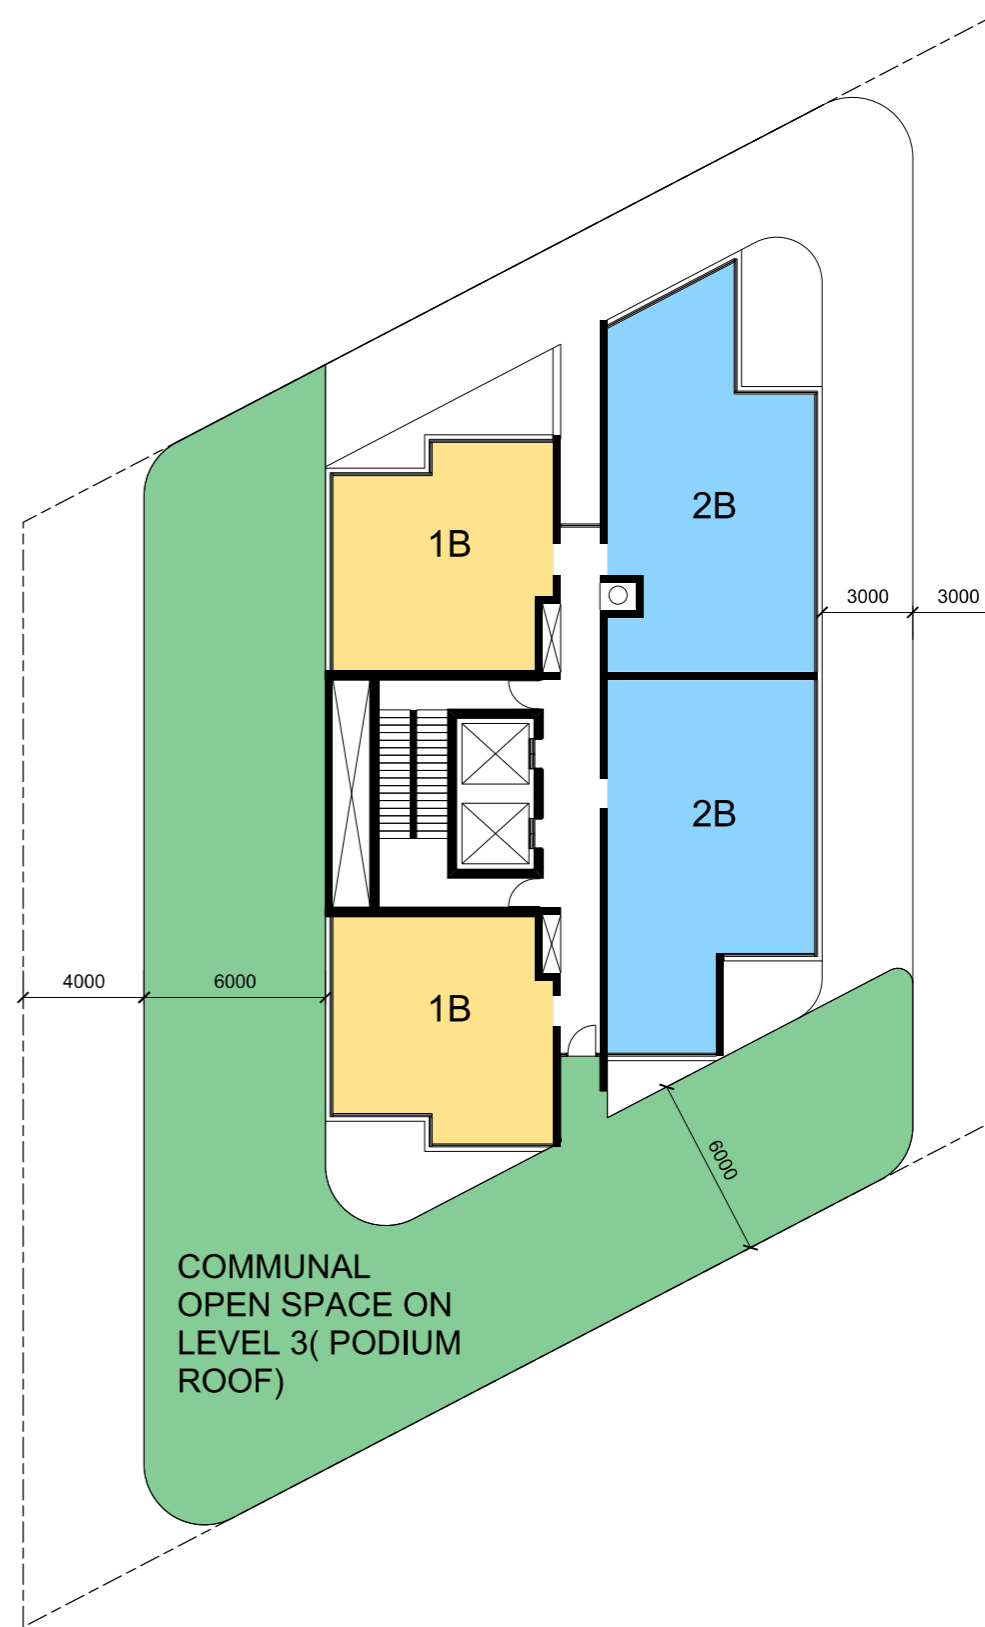 2B
1B
3000
3000
2B
4000
6000
1B
6000
COMMUNAL
OPEN SPACE ON
LEVEL 3( PODIUM
ROOF)